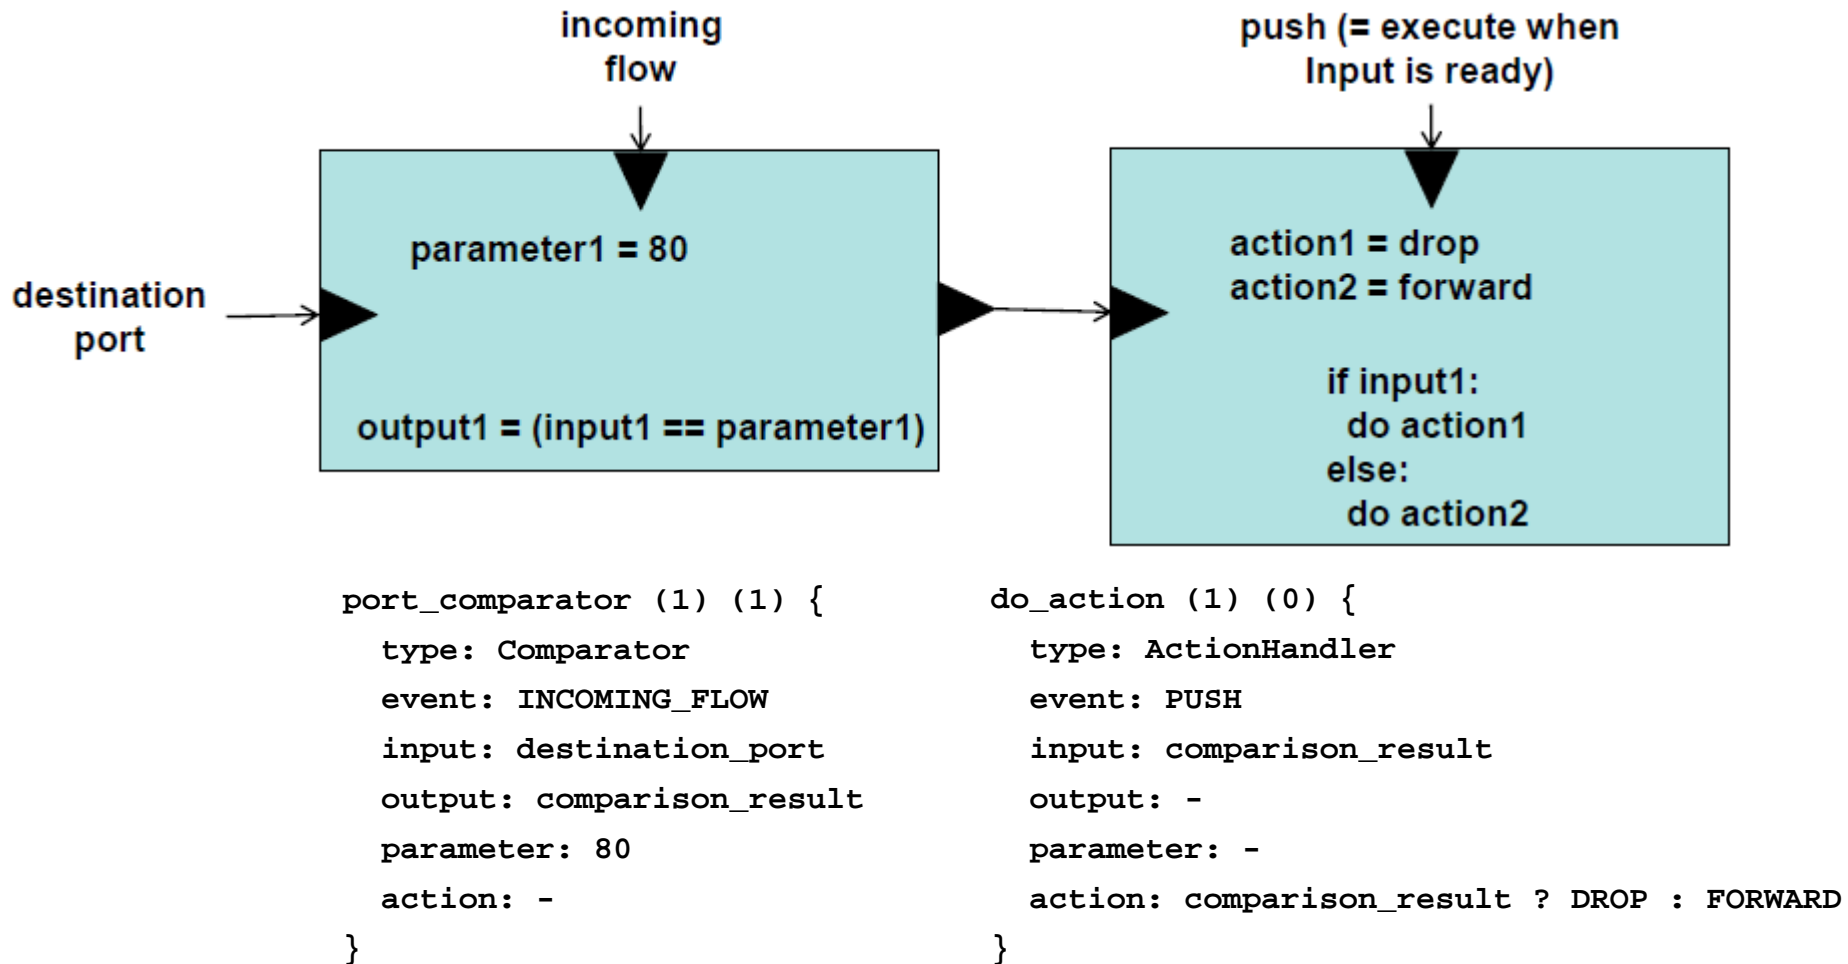 incoming
flow
push (= execute when
Input is ready)
destination
port
parameter1 = 80
output1 = (input1 == parameter1)
action1 = drop
action2 = forward
if input1:
do action1
else:
do action2
port_comparator (1) (1) {
type: Comparator
event: INCOMING_FLOW
input: destination_port
output: comparison_result
parameter: 80
action: -
}
do_action (1) (0) {
type: ActionHandler
event: PUSH
input: comparison_result
output: -
parameter: -
action: comparison_result ? DROP : FORWARD
}